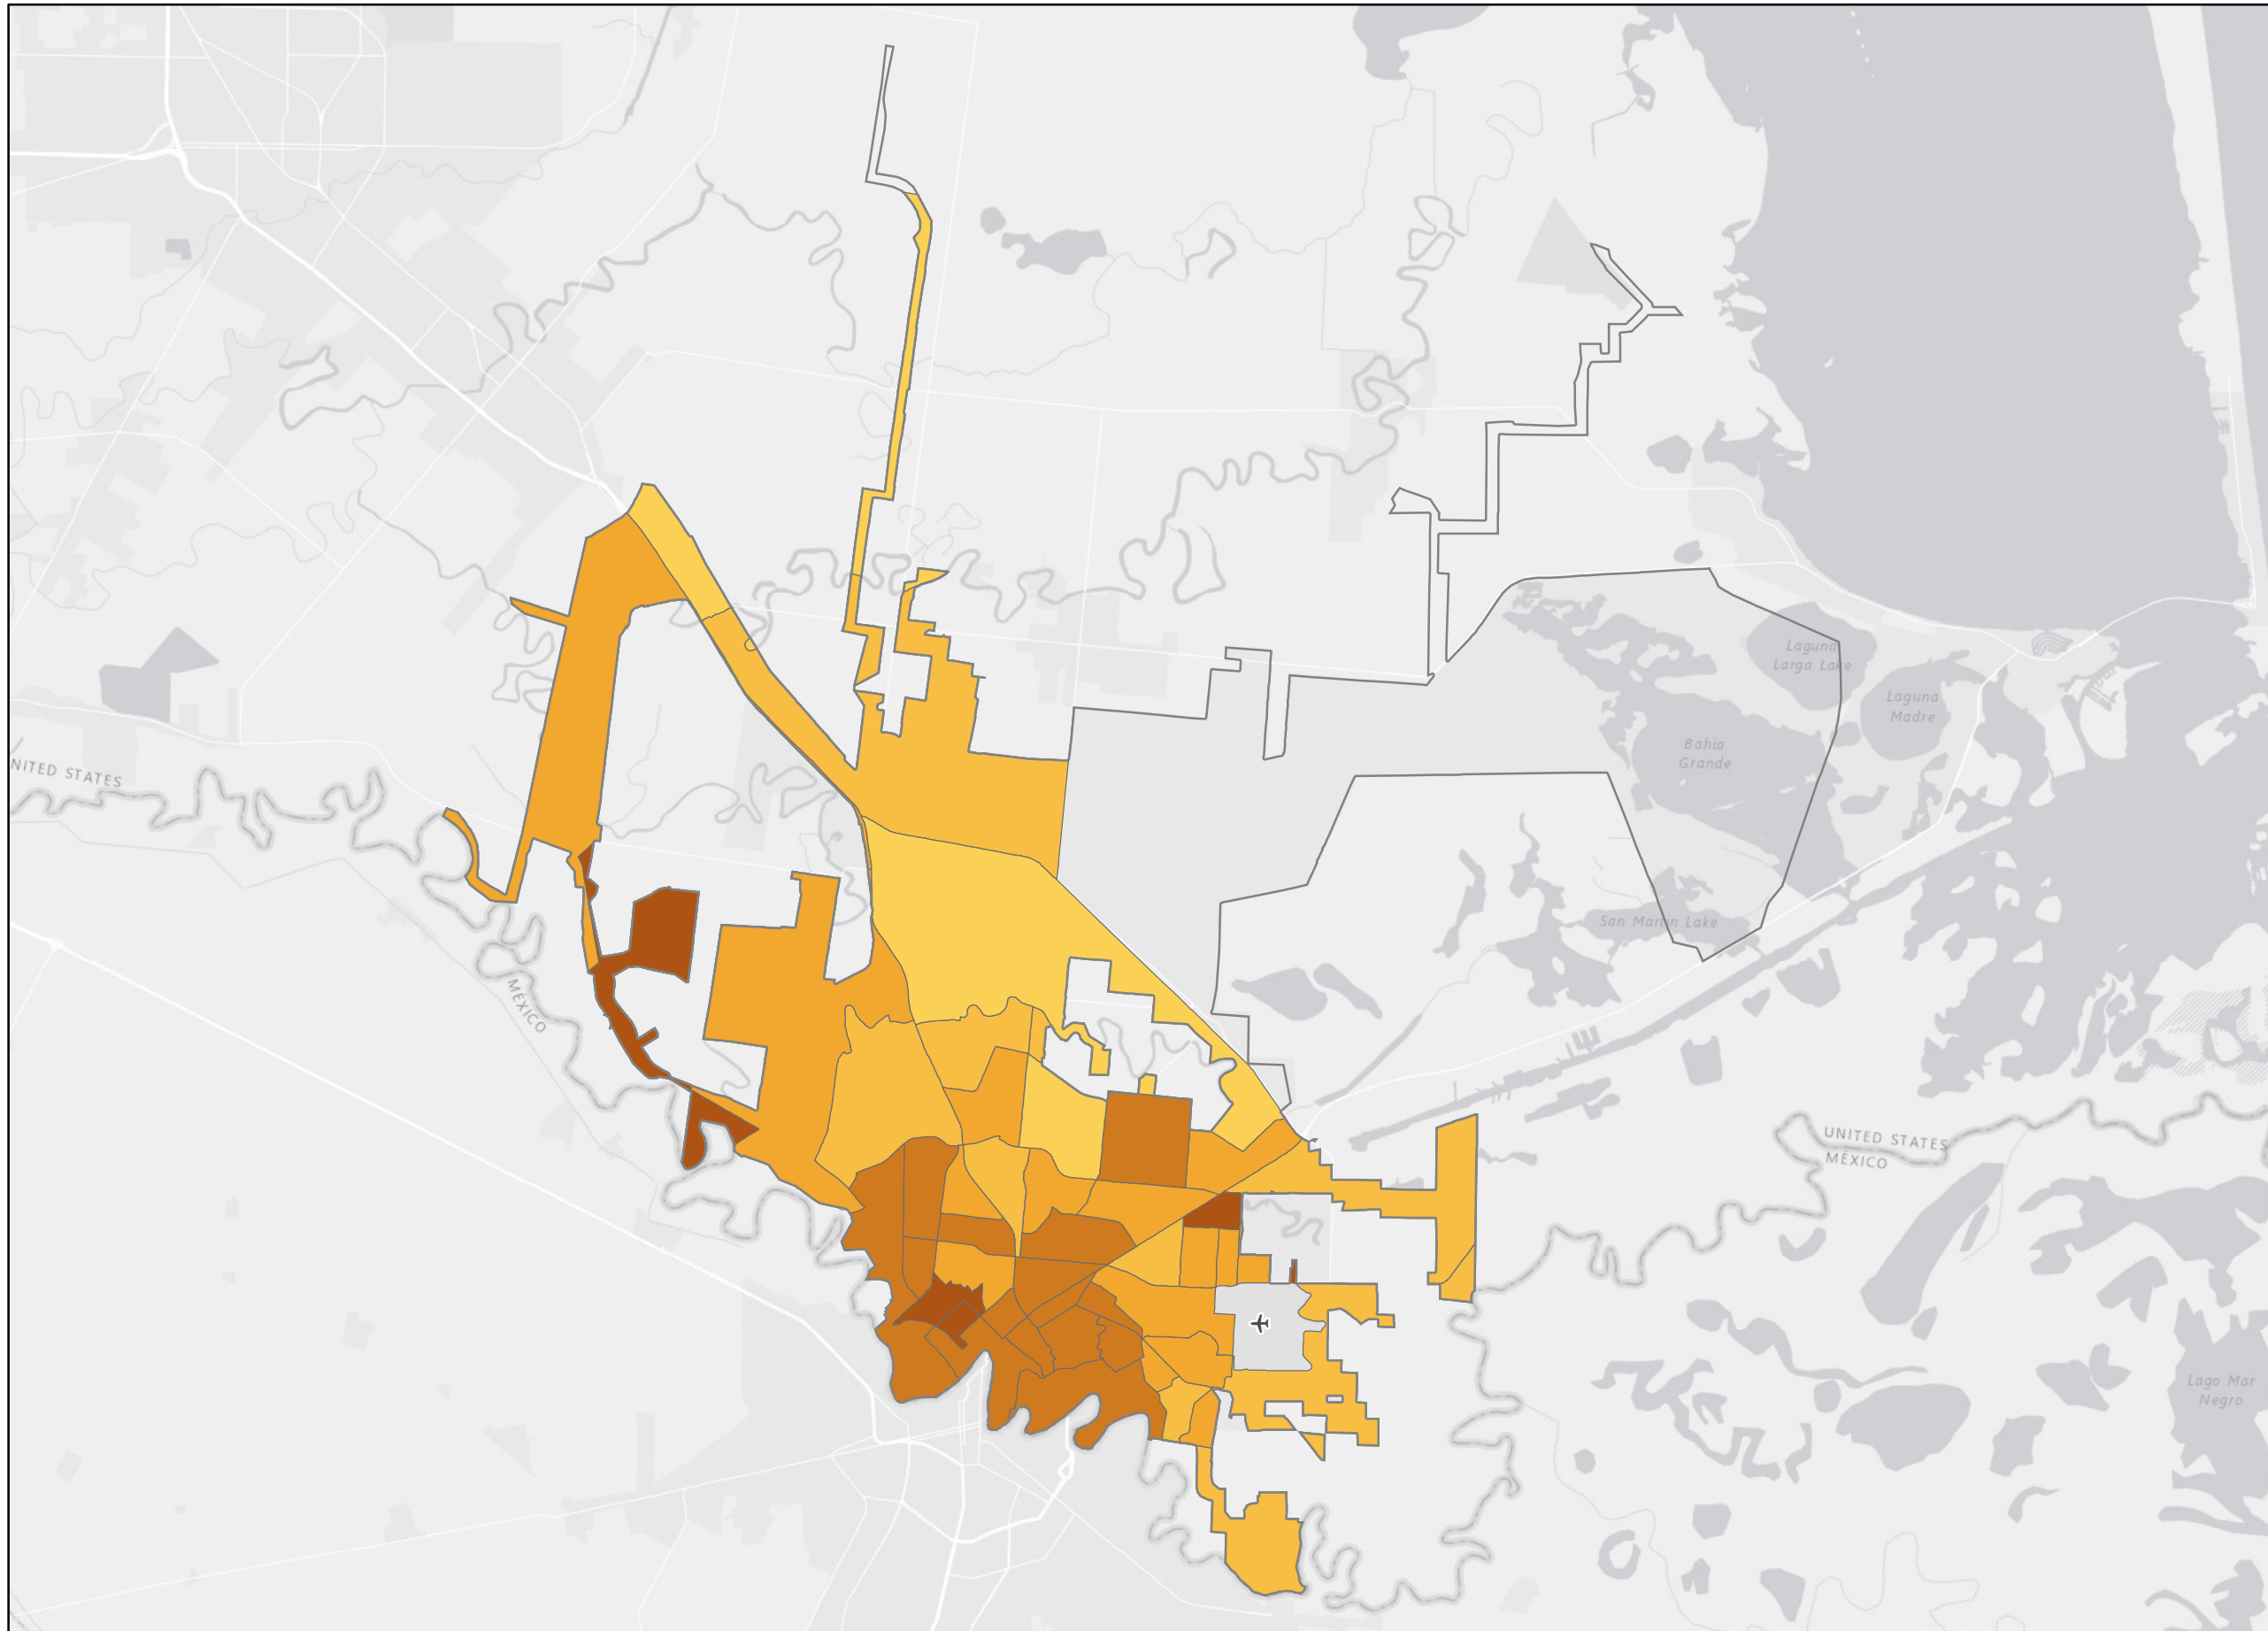 Laguna
Larga Lake
Laguna
Madre
Bahia
Grande
NITED STATES
San Martin Lake
MÉXICO
UNITED STATES
MÉXICO
Lago Mar
Negro